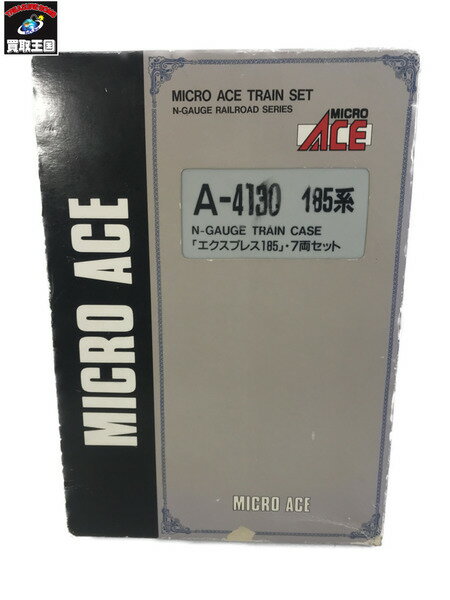 買取王国
MICRO ACE TRAIN SET
N-GAUGE RAILROAD SERIES
MICRO
ACE
A-4130 185系
N-GAUGE TRAIN CASE
「エクスプレス185」・7両セット
MICRO ACE
MICRO ACE